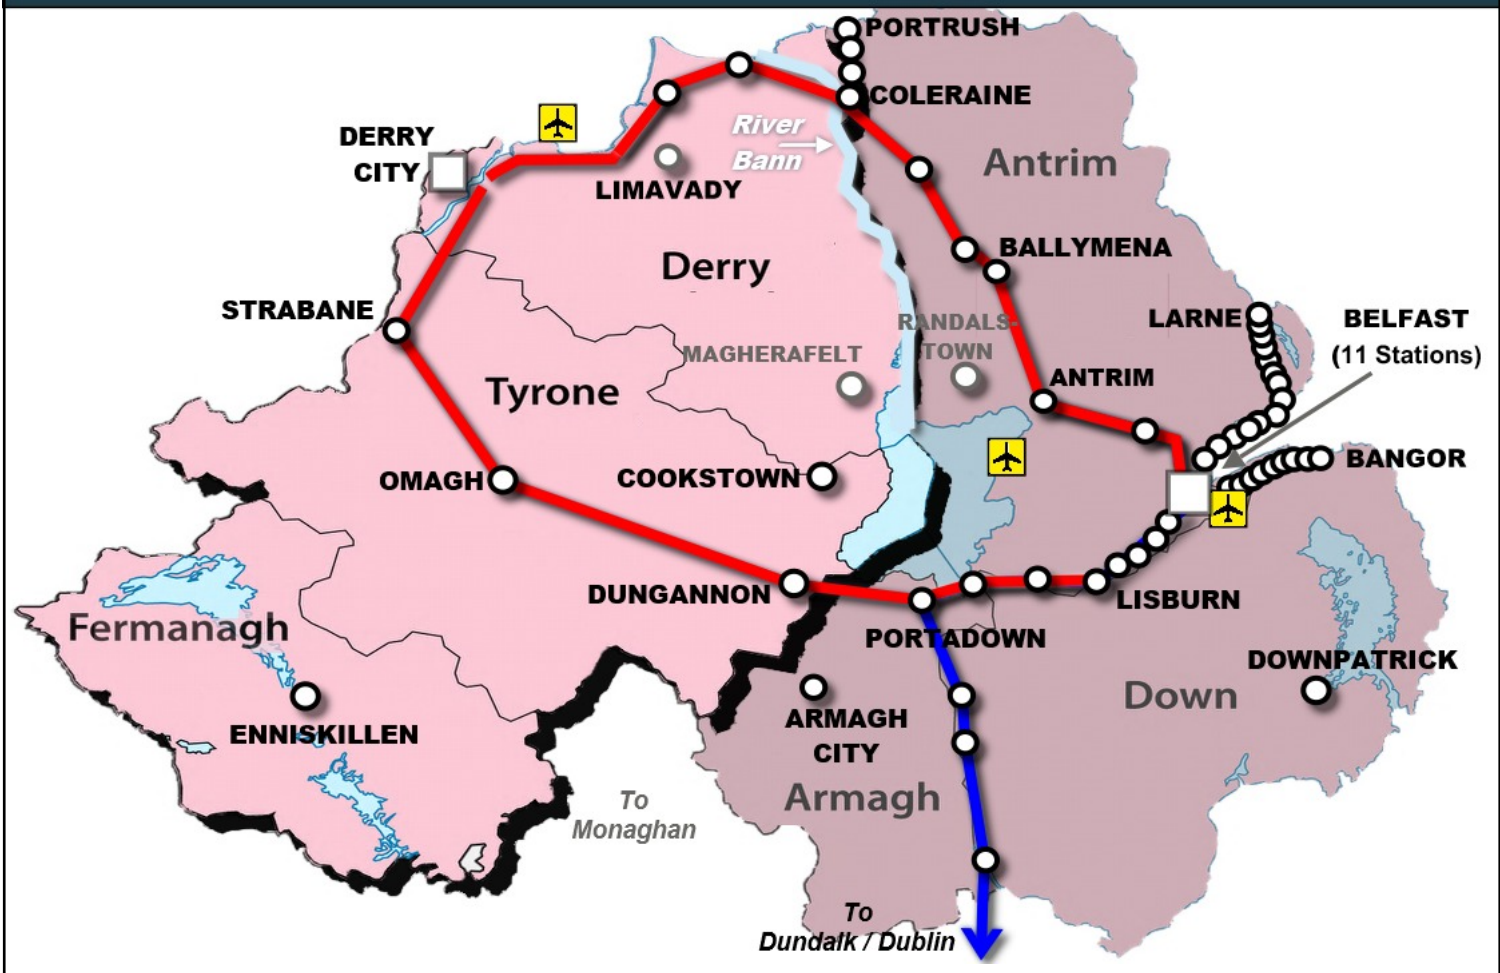 PORTRUSH
COLERAINE
DERRY
CITY
River
Bann
Antrim
LIMAVADY
BALLYMENA
Derry
STRABANE
LARNE
BELFAST
(11 Stations)
RANDALS-
TOWN
MAGHERAFELT
ANTRIM
Tyrone
BANGOR
OMAGH
COOKSTOWN
DUNGANNON
LISBURN
Fermanagh
PORTADOWN
DOWNPATRICK
Down
ARMAGH
CITY
ENNISKILLEN
Armagh
To
Monaghan
To
Dundalk / Dublin